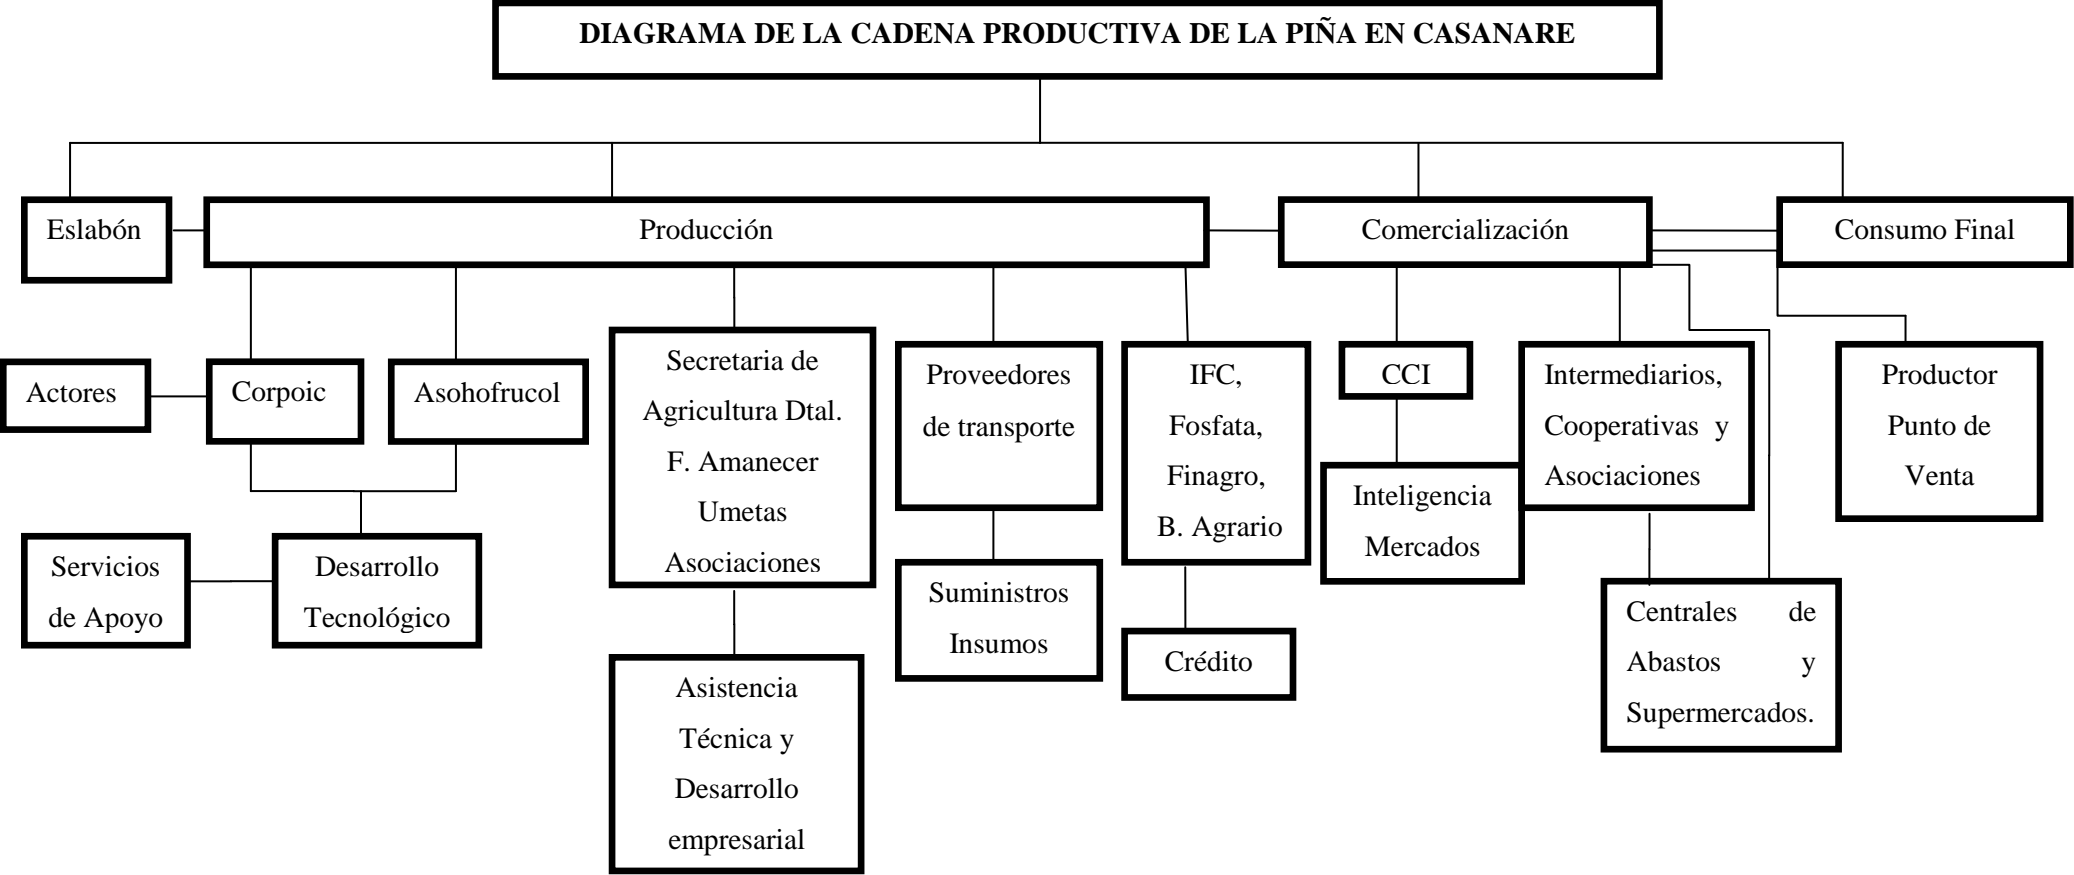 DIAGRAMA DE LA CADENA PRODUCTIVA DE LA PIÑA EN CASANARE
Eslabón
Producción
Comercialización
Consumo Final
Actores
Corpoic
Asohofrucol
Secretaria de
Agricultura Dtal.
F. Amanecer
Umetas
Asociaciones
Proveedores
de transporte
IFC,
Fosfata,
Finagro,
B. Agrario
CCI
Intermediarios,
Cooperativas y
Asociaciones
Productor
Punto de
Venta
Servicios
de Apoyo
Desarrollo
Tecnológico
Asistencia
Técnica y
Desarrollo
empresarial
Suministros
Insumos
Crédito
Inteligencia
Mercados
Centrales de
Abastos y
Supermercados.